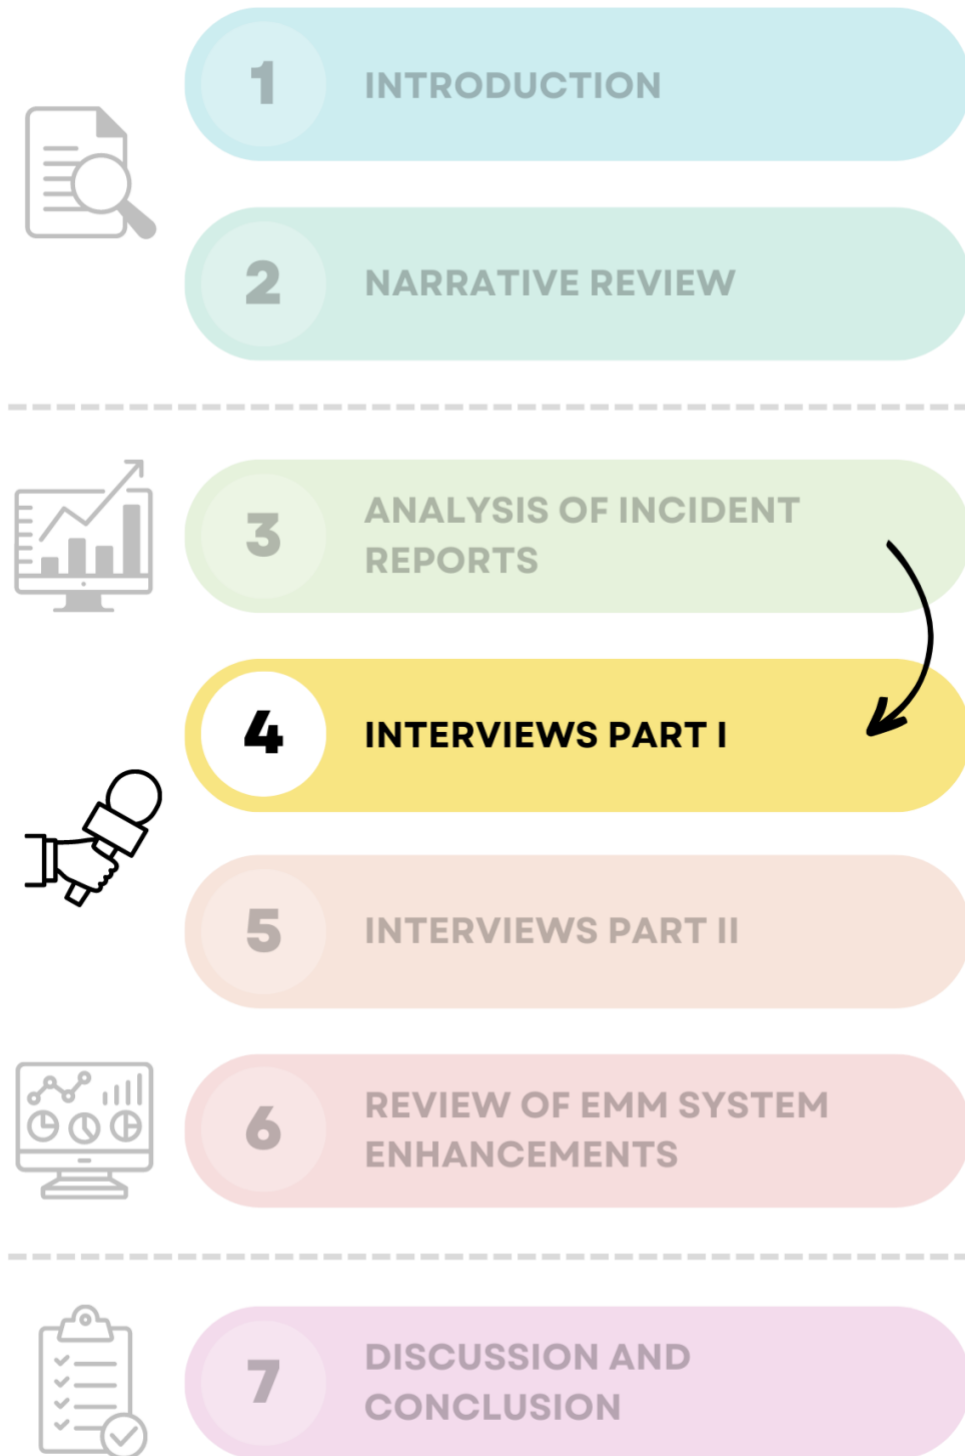 1
INTRODUCTION
2
NARRATIVE REVIEW
3
ANALYSIS OF INCIDENT
REPORTS
4
INTERVIEWS PART I
5
INTERVIEWS PART II
6
REVIEW OF EMM SYSTEM
ENHANCEMENTS
7
DISCUSSION AND
CONCLUSION